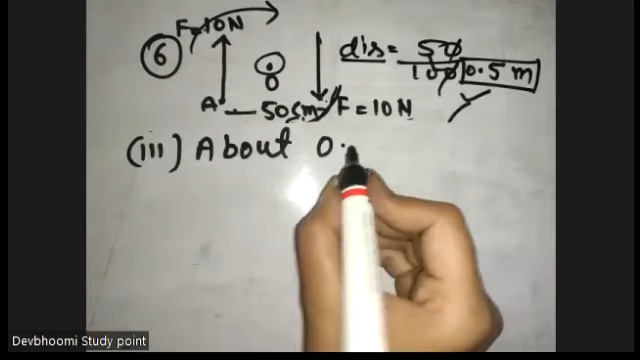 F=10N
6
dis = 50
100 0.5 m
O
A 50cm F = 10N
(iii) About O.
Devbhoomi Study point